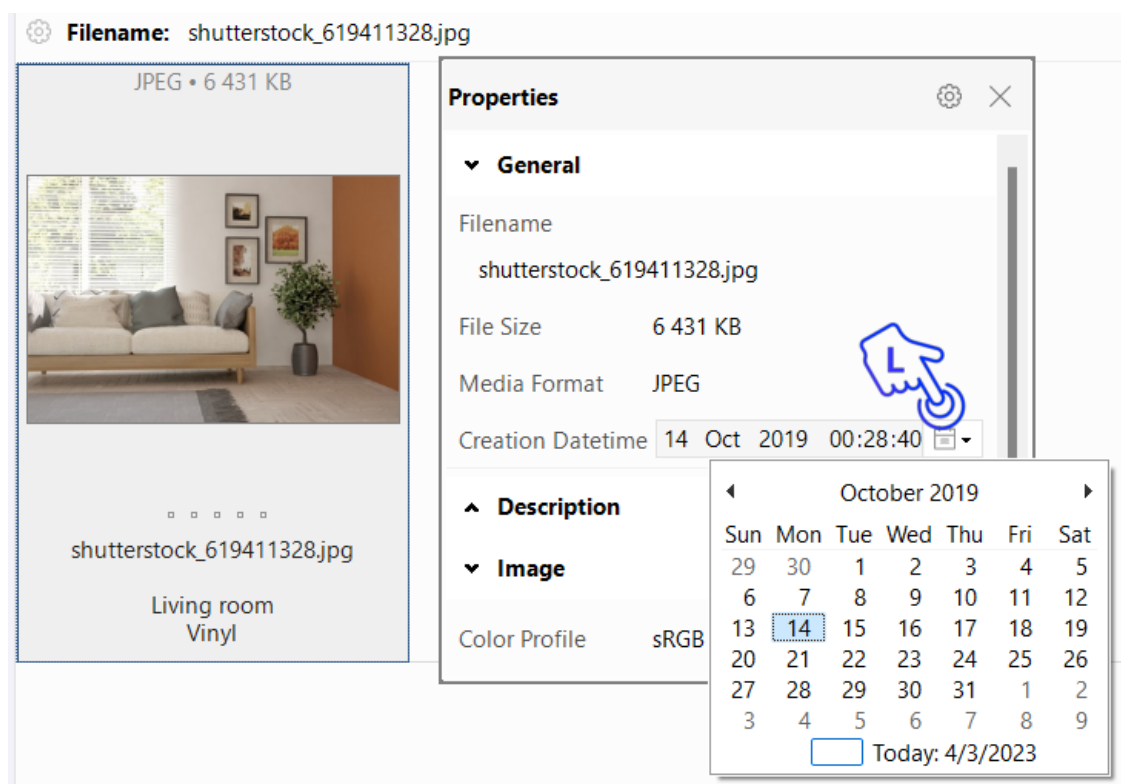 Filename: shutterstock_619411328.jpg
JPEG • 6 431 KB
shutterstock_619411328.jpg
Living room
Vinyl
Properties
General
Filename
shutterstock_619411328.jpg
File Size 6 431 KB
Media Format JPEG
L
Creation Datetime 14 Oct 2019 00:28:40
Description
Image
Color Profile sRGB
October 2019
Sun Mon Tue Wed Thu Fri Sat
29 30 1 2 3 4 5
6 7 8 9 10 11 12
13 14 15 16 17 18 19
20 21 22 23 24 25 26
27 28 29 30 31 1 2
3 4 5 6 7 8 9
Today: 4/3/2023